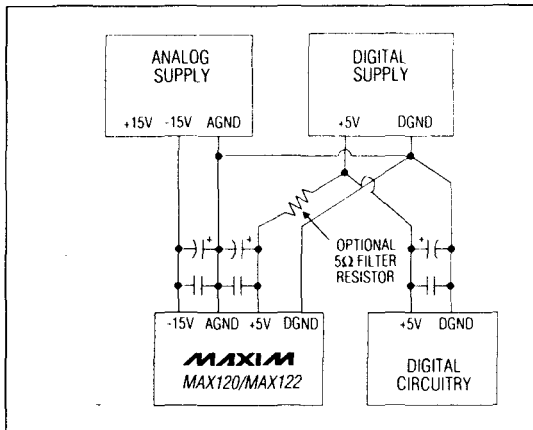 ANALOG
SUPPLY
+15V -15V AGND
DIGITAL
SUPPLY
+5V DGND
OPTIONAL
5Ω FILTER
RESISTOR
+ +
+
-15V AGND +5V DGND
MAXIM
MAX120/MAX122
+5V DGND
DIGITAL
CIRCUITRY